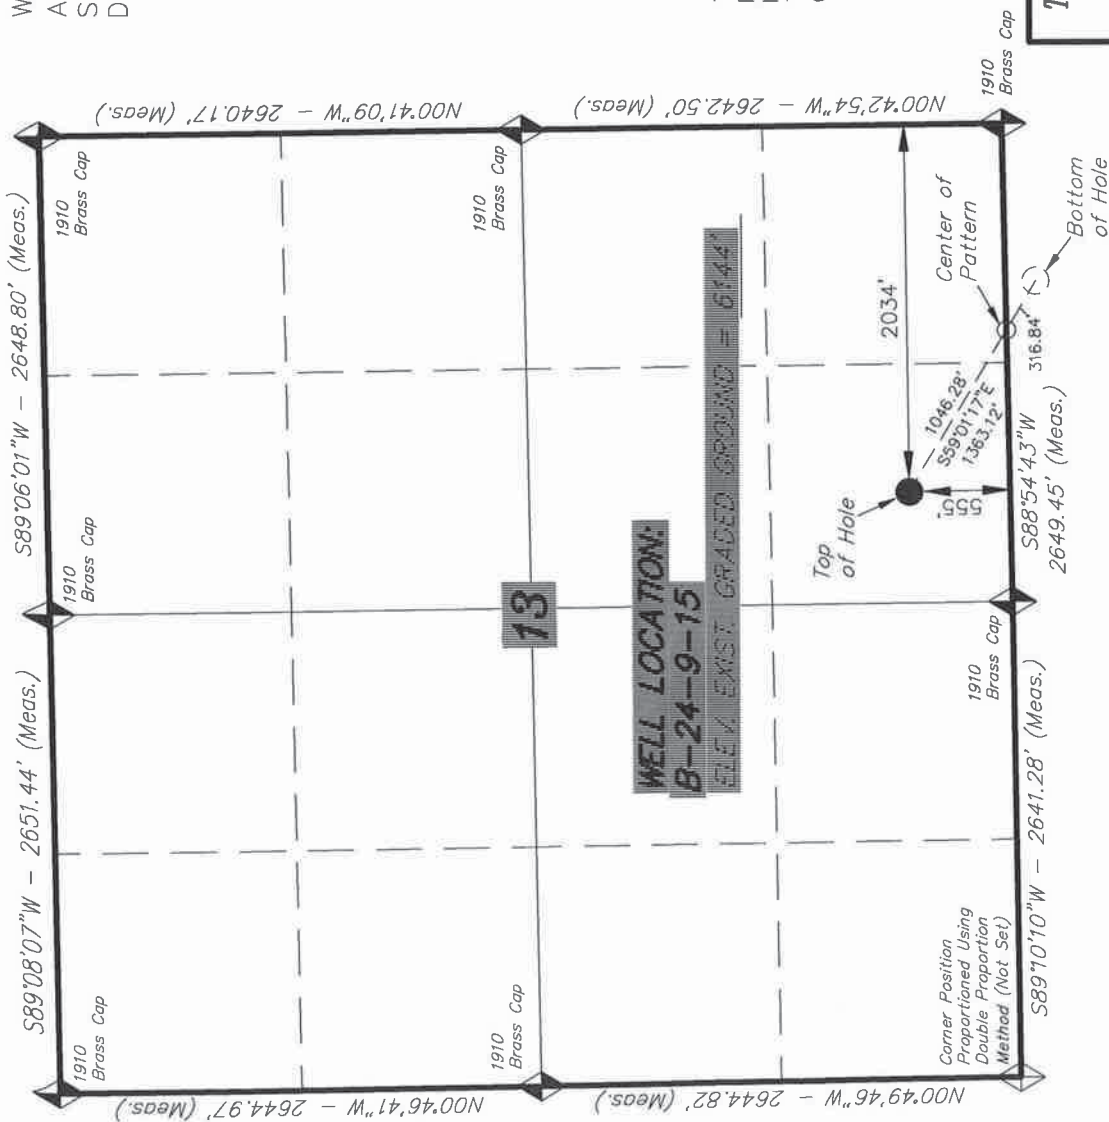 W
A
S
D
S89°08'07"W - 2651.44' (Meas.)
S89°06'01"W - 2648.80' (Meas.)
1910
Brass Cap
1910
Brass Cap
1910
Brass Cap
N00°46'41"W - 2644.97' (Meas.)
N00°41'09"W - 2640.17' (Meas.)
13
1910
Brass Cap
1910
Brass Cap
WELL LOCATION:
B-24-9-15
ELEV. EXIST. GRADED GROUND = 6144'
N00°49'46"W - 2644.82' (Meas.)
N00°42'54"W - 2642.50' (Meas.)
Top
of Hole
2034'
555'
1046.28'
S59°01'17"E
1363.12'
Center of
Pattern
316.84'
Bottom
of Hole
Corner Position
Proportioned Using
Double Proportion
Method (Not Set)
1910
Brass Cap
1910
Brass Cap
S89°10'10"W - 2641.28' (Meas.)
S88°54'43"W
2649.45' (Meas.)
T